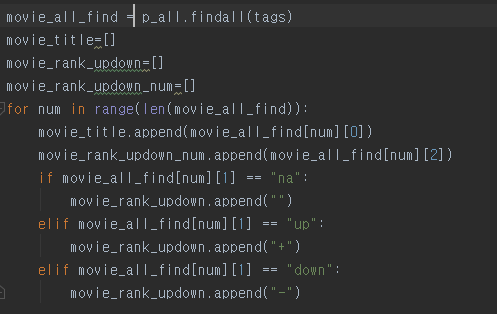 movie_all_find = p_all.findall(tags)
movie_title=[]
movie_rank_updown=[]
movie_rank_updown_num=[]
for num in range(len(movie_all_find)):
    movie_title.append(movie_all_find[num][0])
    movie_rank_updown_num.append(movie_all_find[num][2])
    if movie_all_find[num][1] == "na":
        movie_rank_updown.append("")
    elif movie_all_find[num][1] == "up":
        movie_rank_updown.append("+")
    elif movie_all_find[num][1] == "down":
        movie_rank_updown.append("-")